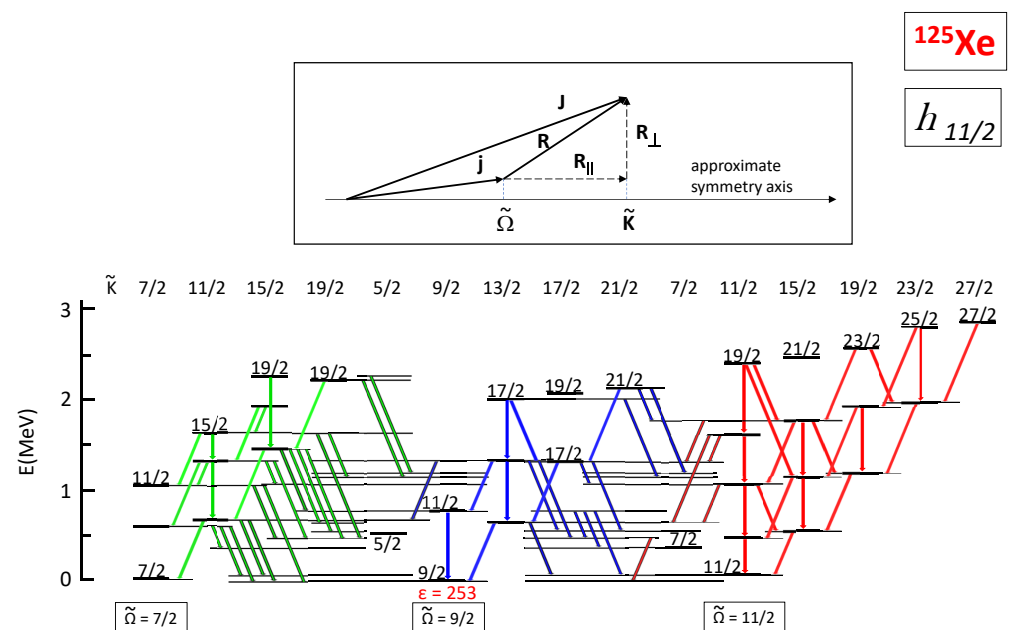 ¹²⁵Xe
h 11/2
J
R
R⊥
j
R||
approximate
symmetry axis
Ω̃
K̃
K̃ 7/2 11/2 15/2 19/2 5/2 9/2 13/2 17/2 21/2 7/2 11/2 15/2 19/2 23/2 27/2
3
25/2 27/2
23/2
19/2 21/2
19/2 19/2
2
17/2 19/2 21/2
15/2
17/2
E(MeV)
11/2
1
11/2
5/2 7/2
7/2 9/2 11/2
0
ε = 253
Ω̃ = 7/2 Ω̃ = 9/2 Ω̃ = 11/2